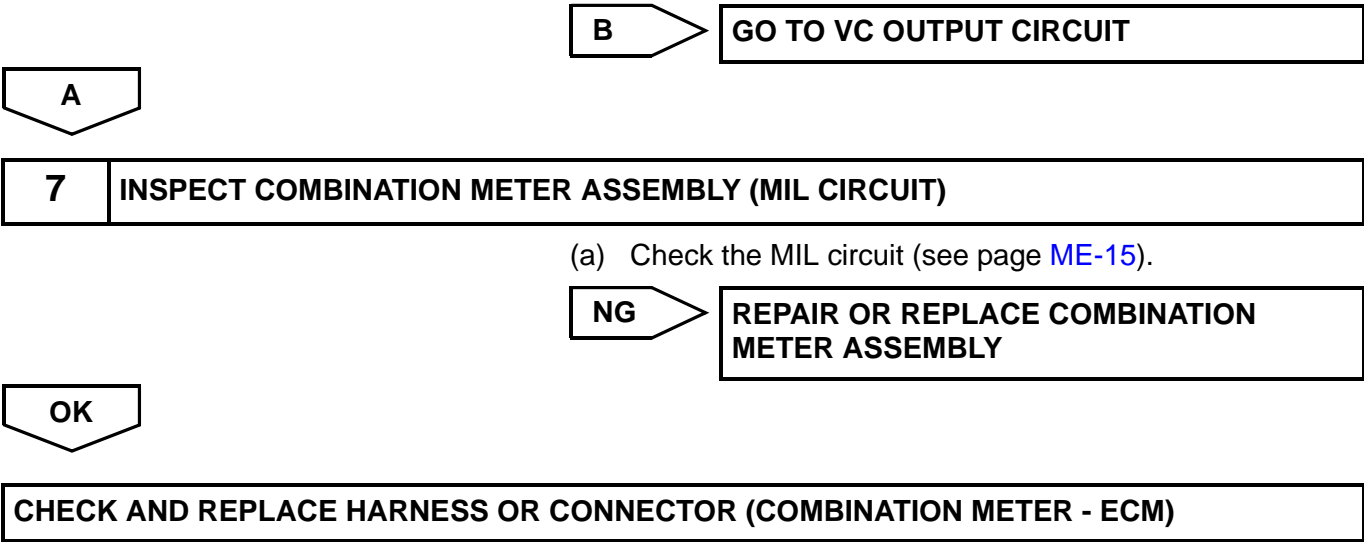 B GO TO VC OUTPUT CIRCUIT
A
7 INSPECT COMBINATION METER ASSEMBLY (MIL CIRCUIT)
(a) Check the MIL circuit (see page ME-15).
NG REPAIR OR REPLACE COMBINATION
METER ASSEMBLY
OK
CHECK AND REPLACE HARNESS OR CONNECTOR (COMBINATION METER - ECM)